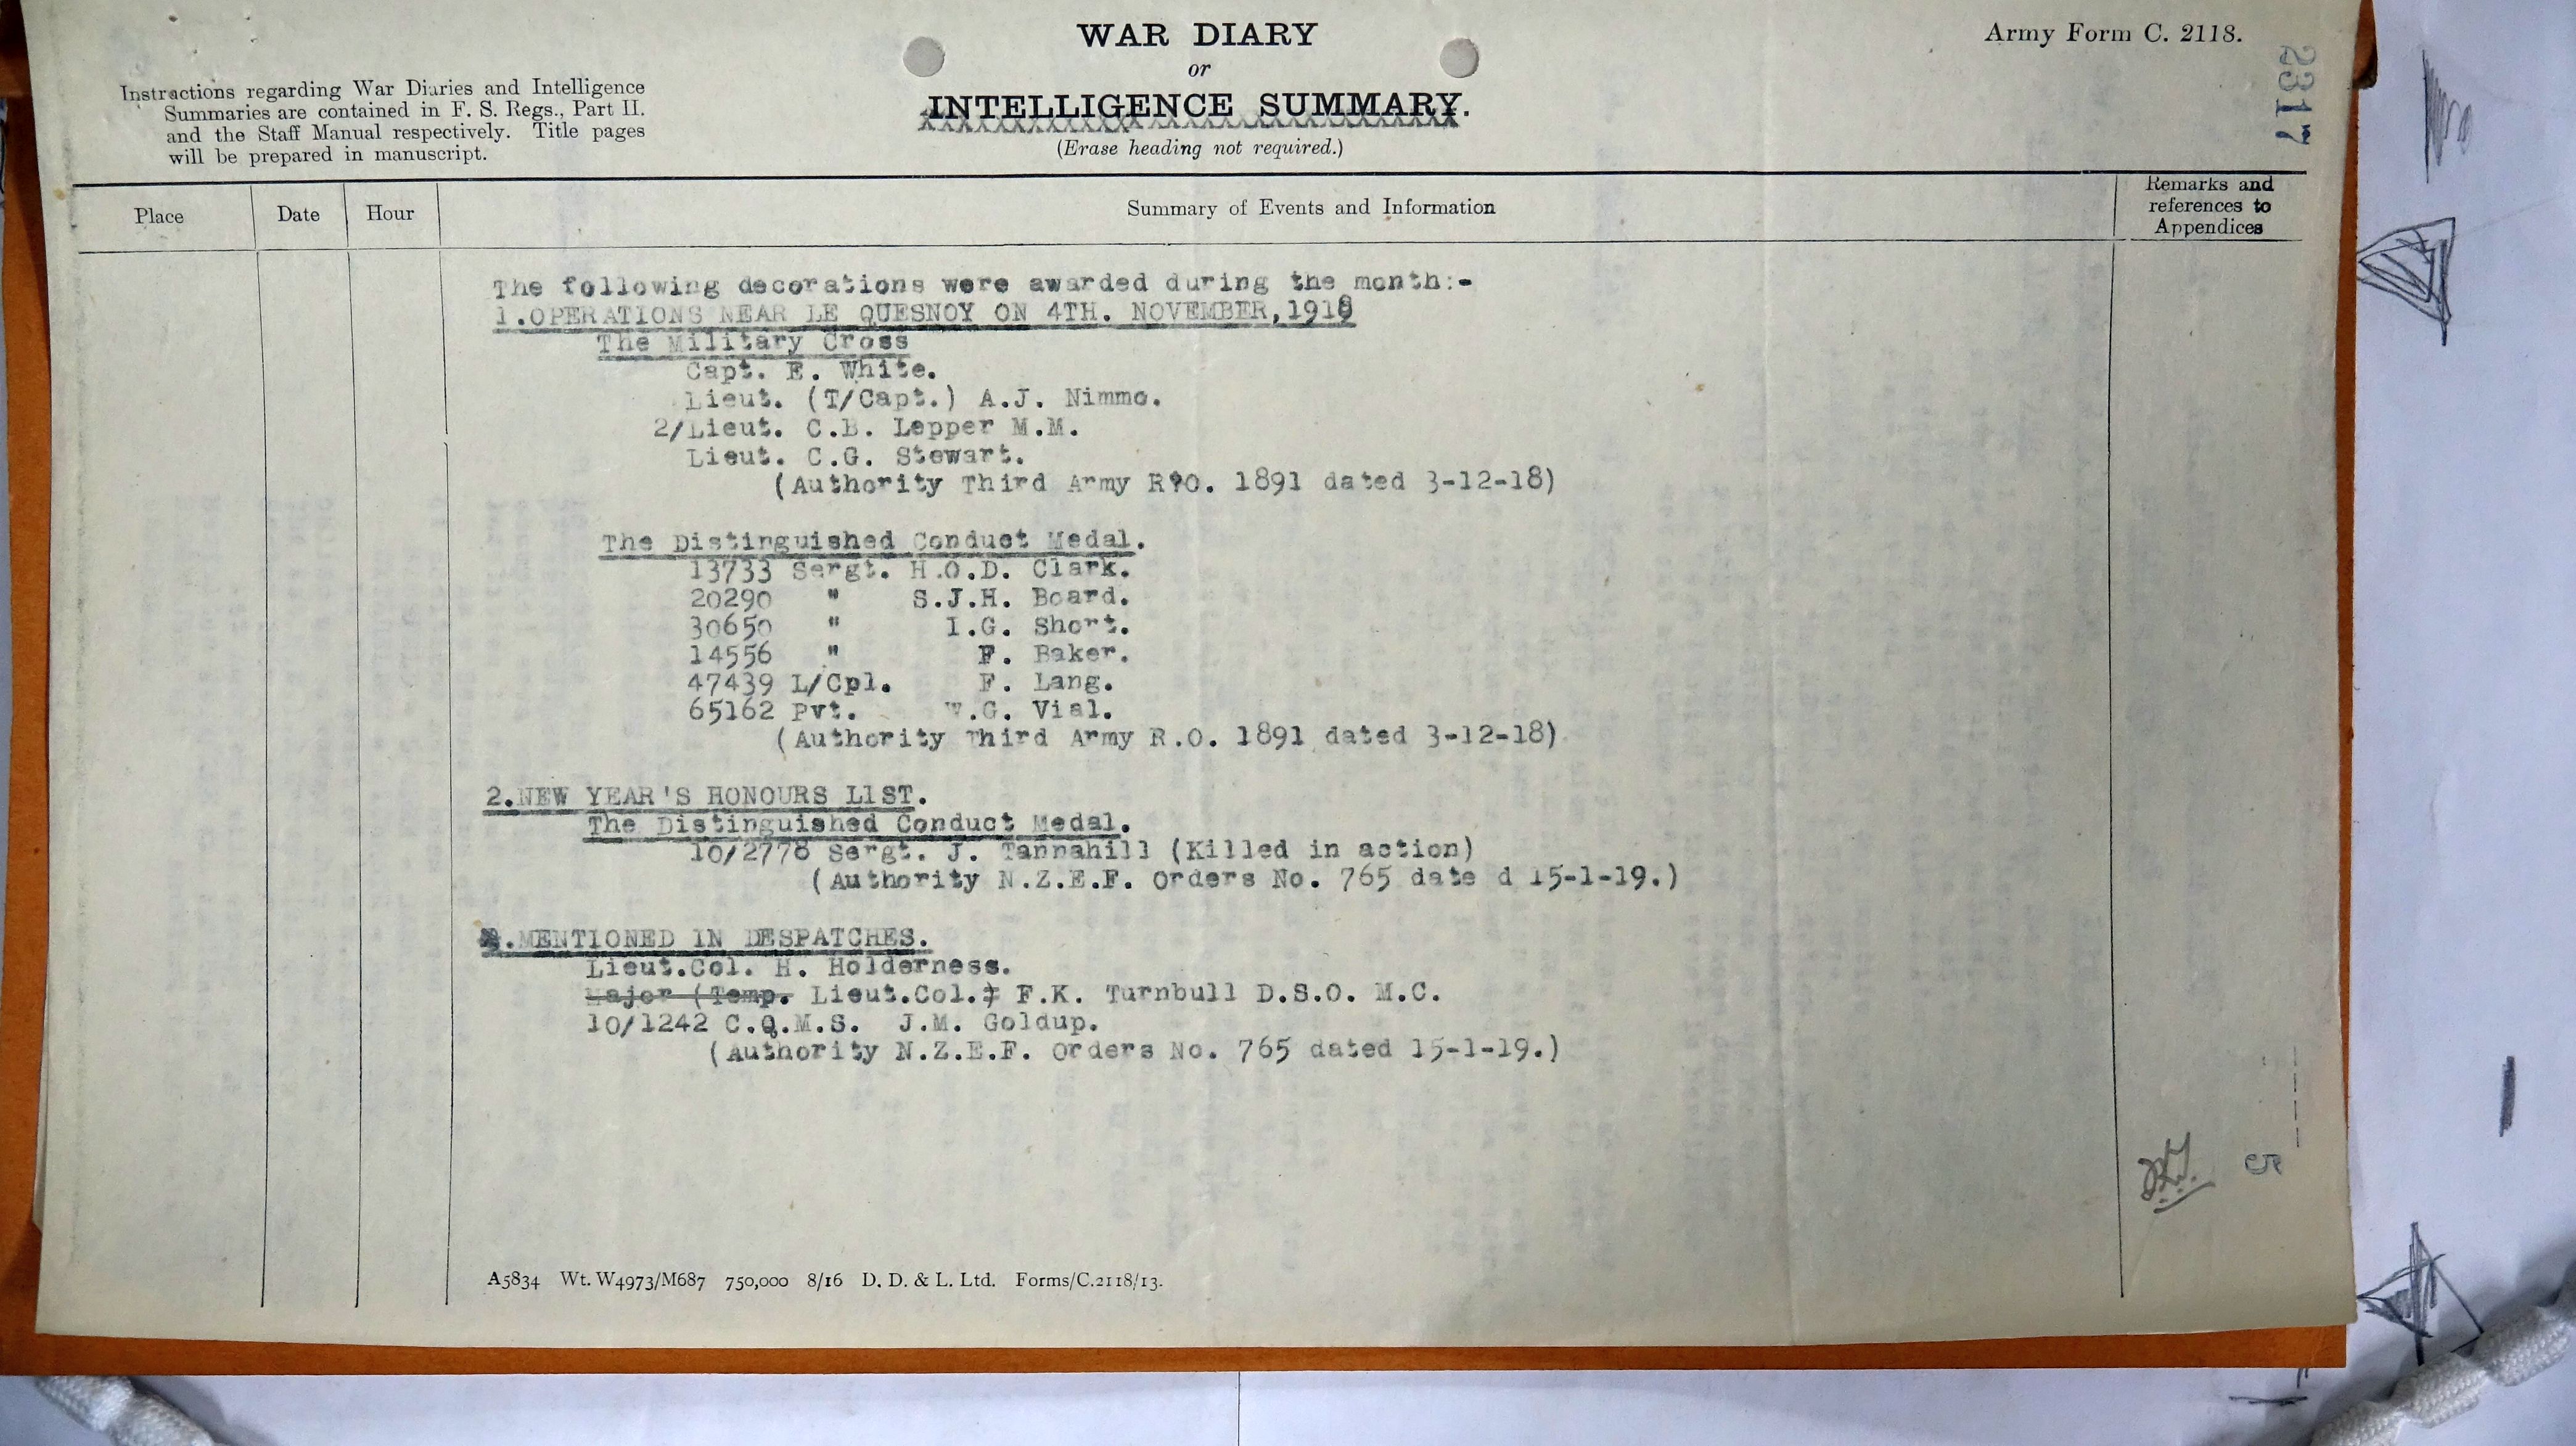 WAR DIARY
or
INTELLIGENCE SUMMARY.
(Erase heading not required.)
Army Form C. 2118.
2317
Instructions regarding War Diaries and Intelligence
Summaries are contained in F. S. Regs., Part II.
and the Staff Manual respectively. Title pages
will be prepared in manuscript.
Place Date Hour Summary of Events and Information Remarks and
references to
Appendices
The following decorations were awarded during the month:-
1.OPERATIONS NEAR LE QUESNOY ON 4TH. NOVEMBER,1918
The Military Cross
Capt. E. White.
Lieut. (T/Capt.) A.J. Nimmo.
2/Lieut. C.B. Lepper M.M.
Lieut. C.G. Stewart.
(Authority Third Army R.O. 1891 dated 3-12-18)
The Distinguished Conduct Medal.
13733 Sergt. H.O.D. Clark.
20290 " S.J.H. Board.
30650 " I.G. Short.
14556 " F. Baker.
47439 L/Cpl. F. Lang.
65162 Pvt. W.G. Vial.
(Authority Third Army R.O. 1891 dated 3-12-18)
2.NEW YEAR'S HONOURS LIST.
The Distinguished Conduct Medal.
10/2778 Sergt. J. Tannahill (Killed in action)
(Authority N.Z.E.F. Orders No. 765 date d 15-1-19.)
.MENTIONED IN DESPATCHES.
Lieut.Col. H. Holderness.
Major (Temp. Lieut.Col.) F.K. Turnbull D.S.O. M.C.
10/1242 C.Q.M.S. J.M. Goldup.
(Authority N.Z.E.F. Orders No. 765 dated 15-1-19.)
5
A5834 Wt. W4973/M687 750,000 8/16 D. D. & L. Ltd. Forms/C.2118/13.